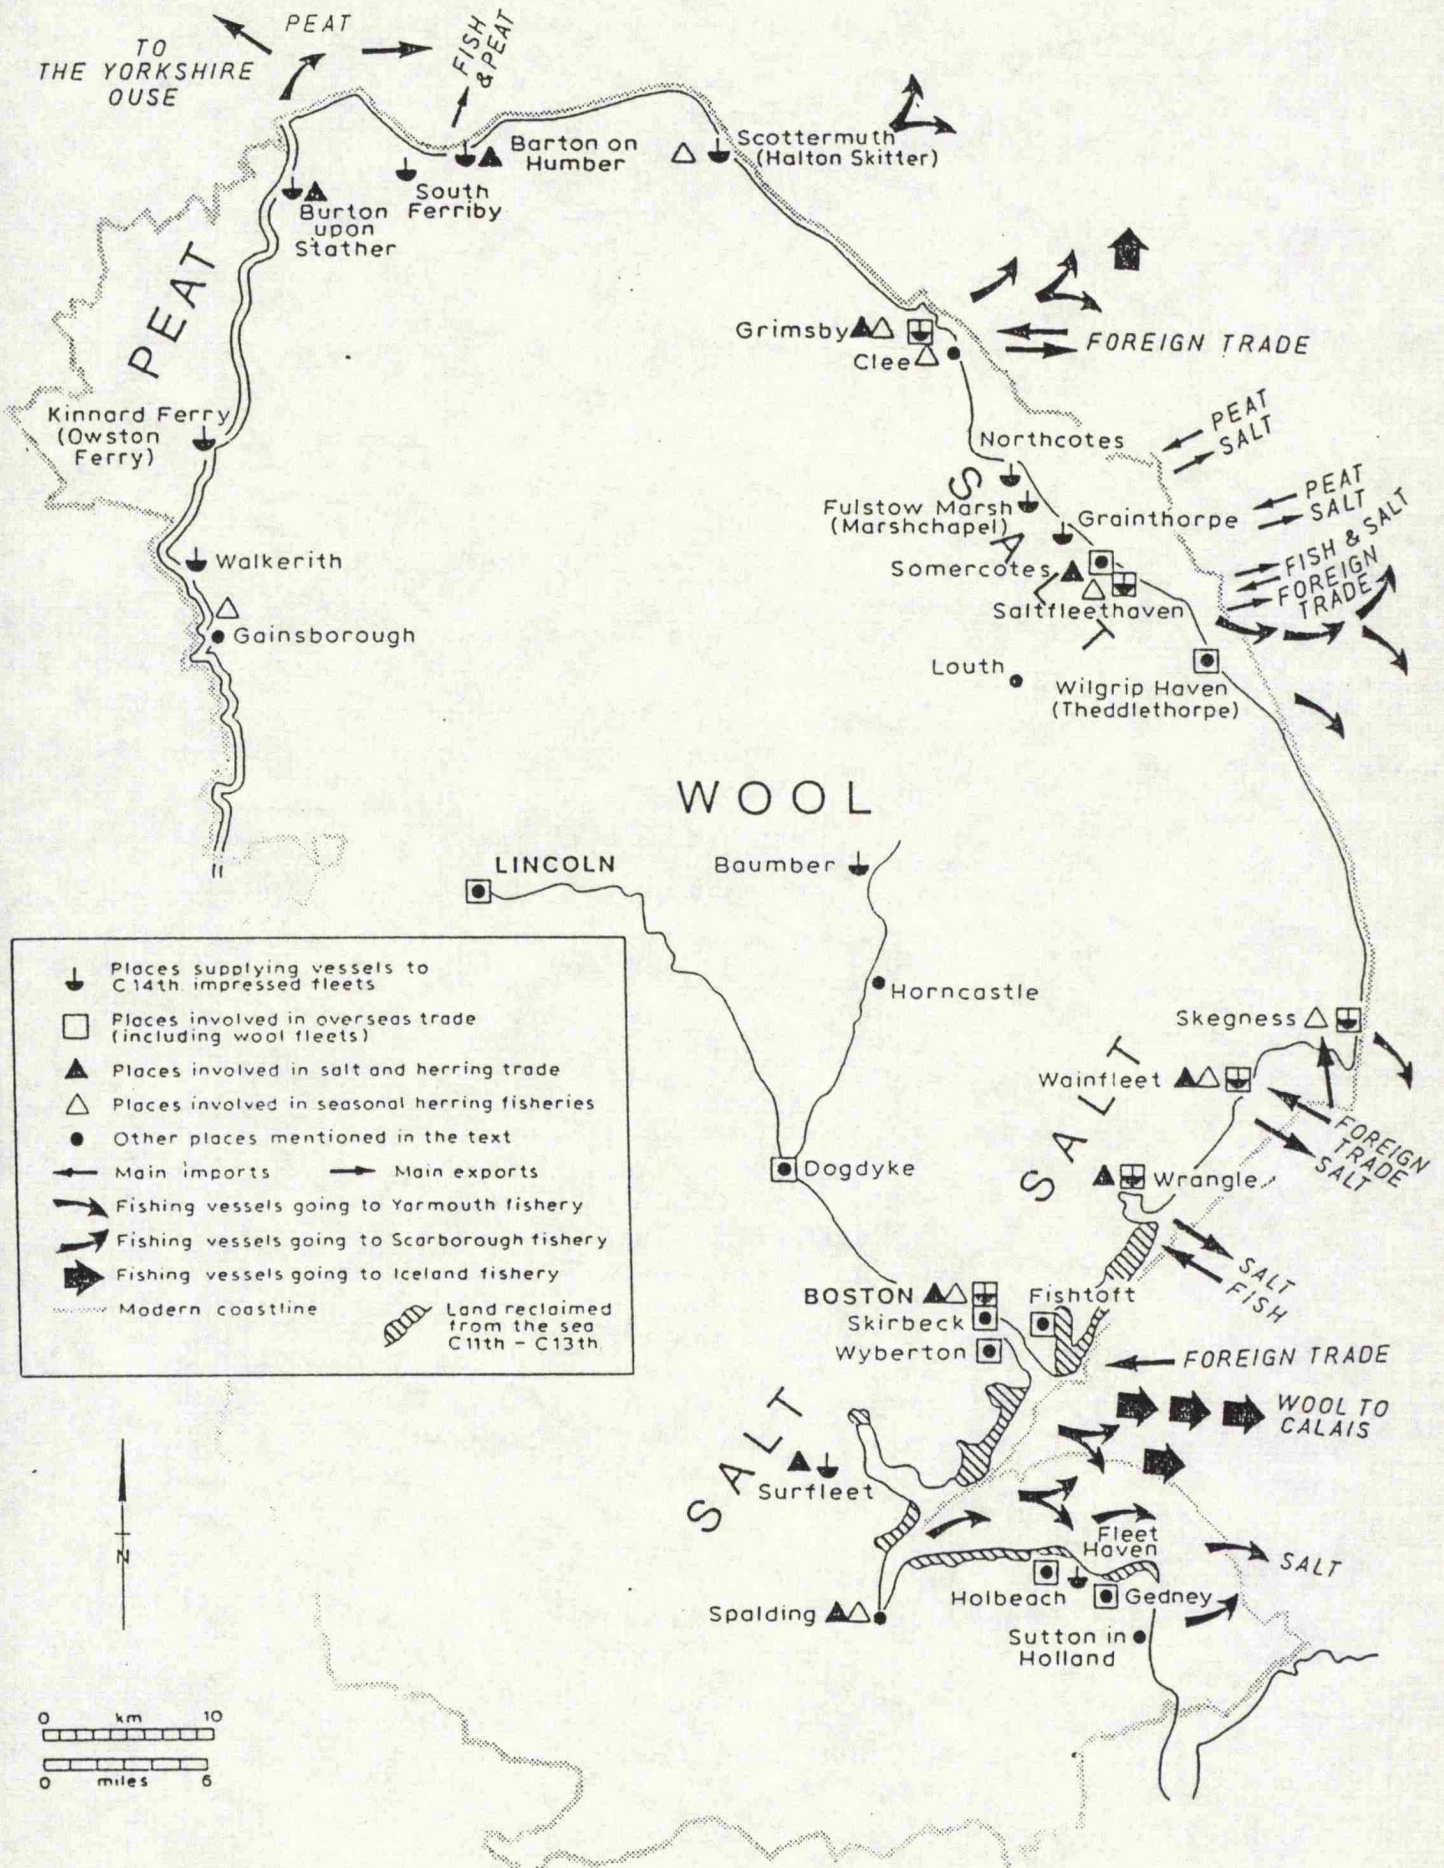 PEAT
TO
THE YORKSHIRE
OUSE
FISH
& PEAT
Barton on
Humber
Scottermuth
(Halton Skitter)
South
Ferriby
Burton
upon
Stather
PEAT
Grimsby
Clee
FOREIGN TRADE
Kinnard Ferry
(Owston
Ferry)
Northcotes
PEAT
SALT
SALT
Fulstow Marsh
(Marshchapel)
Grainthorpe
PEAT
SALT
Walkerith
Somercotes
FISH & SALT
FOREIGN
TRADE
Saltfleethaven
Gainsborough
Louth
Wilgrip Haven
(Theddlethorpe)
WOOL
LINCOLN
Baumber
Horncastle
Skegness
Wainfleet
SALT
FOREIGN
TRADE
SALT
Dogdyke
Wrangle
SALT
FISH
BOSTON
Fishtoft
Skirbeck
Wyberton
FOREIGN TRADE
WOOL TO
CALAIS
SALT
Surfleet
Fleet
Haven
SALT
Spalding
Holbeach
Gedney
Sutton in
Holland
Places supplying vessels to
C14th. impressed fleets
Places involved in overseas trade
(including wool fleets)
Places involved in salt and herring trade
Places involved in seasonal herring fisheries
Other places mentioned in the text
Main imports Main exports
Fishing vessels going to Yarmouth fishery
Fishing vessels going to Scarborough fishery
Fishing vessels going to Iceland fishery
Modern coastline
Land reclaimed
from the sea
C11th – C13th.
N
0 km 10
0 miles 6